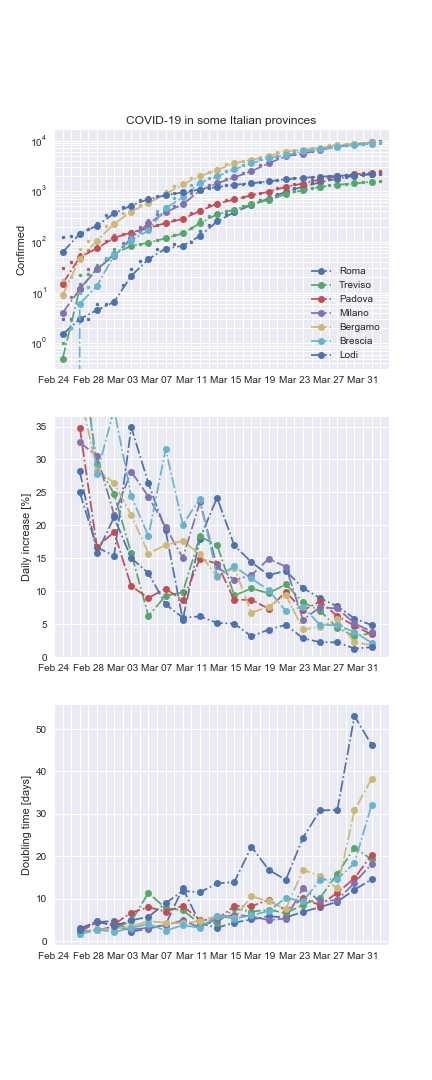 COVID-19 in some Italian provinces
10^4
10^3
10^2
10^1
10^0
Confirmed
Roma
Treviso
Padova
Milano
Bergamo
Brescia
Lodi
Feb 24 Feb 28 Mar 03 Mar 07 Mar 11 Mar 15 Mar 19 Mar 23 Mar 27 Mar 31
35
30
25
20
15
10
5
0
Daily increase [%]
Feb 24 Feb 28 Mar 03 Mar 07 Mar 11 Mar 15 Mar 19 Mar 23 Mar 27 Mar 31
50
40
30
20
10
0
Doubling time [days]
Feb 24 Feb 28 Mar 03 Mar 07 Mar 11 Mar 15 Mar 19 Mar 23 Mar 27 Mar 31